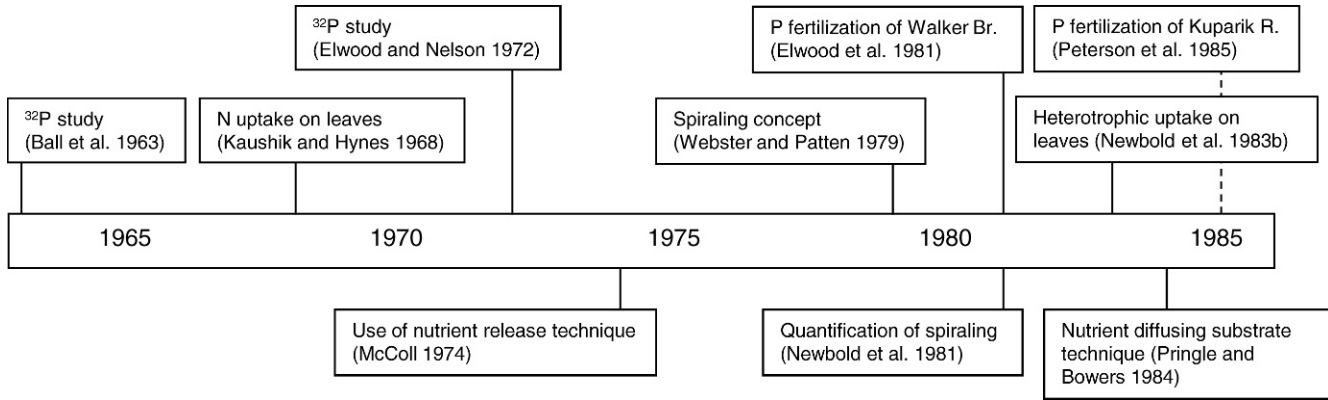 ³²P study
(Elwood and Nelson 1972)
P fertilization of Walker Br.
(Elwood et al. 1981)
P fertilization of Kuparik R.
(Peterson et al. 1985)
³²P study
(Ball et al. 1963)
N uptake on leaves
(Kaushik and Hynes 1968)
Spiraling concept
(Webster and Patten 1979)
Heterotrophic uptake on
leaves (Newbold et al. 1983b)
1965 1970 1975 1980 1985
Use of nutrient release technique
(McColl 1974)
Quantification of spiraling
(Newbold et al. 1981)
Nutrient diffusing substrate
technique (Pringle and
Bowers 1984)